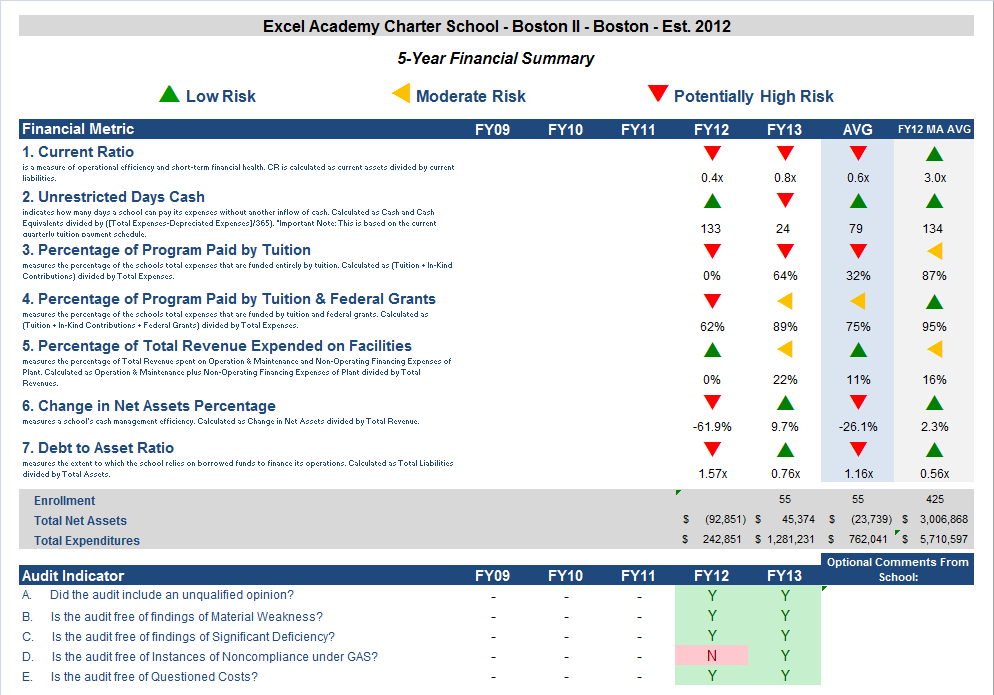 Excel Academy Charter School - Boston II - Boston - Est. 2012
5-Year Financial Summary
Low Risk Moderate Risk Potentially High Risk
Financial Metric FY09 FY10 FY11 FY12 FY13 AVG FY12 MA AVG
1. Current Ratio
is a measure of operational efficiency and short-term financial health. CR is calculated as current assets divided by current
liabilities.
0.4x 0.8x 0.6x 3.0x
2. Unrestricted Days Cash
indicates how many days a school can pay its expenses without another inflow of cash. Calculated as Cash and Cash
Equivalents divided by ([Total Expenses-Depreciated Expenses]/365). *Important Note: This is based on the current
quarterly tuition payment schedule.
133 24 79 134
3. Percentage of Program Paid by Tuition
measures the percentage of the schools total expenses that are funded entirely by tuition. Calculated as (Tuition + In-Kind
Contributions) divided by Total Expenses.
0% 64% 32% 87%
4. Percentage of Program Paid by Tuition & Federal Grants
measures the percentage of the schools total expenses that are funded by tuition and federal grants. Calculated as
(Tuition + In-Kind Contributions + Federal Grants) divided by Total Expenses.
62% 89% 75% 95%
5. Percentage of Total Revenue Expended on Facilities
measures the percentage of Total Revenue spent on Operation & Maintenance and Non-Operating Financing Expenses of
Plant. Calculated as Operation & Maintenance plus Non-Operating Financing Expenses of Plant divided by Total
Revenues.
0% 22% 11% 16%
6. Change in Net Assets Percentage
measures a school's cash management efficiency. Calculated as Change in Net Assets divided by Total Revenue.
-61.9% 9.7% -26.1% 2.3%
7. Debt to Asset Ratio
measures the extent to which the school relies on borrowed funds to finance its operations. Calculated as Total Liabilities
divided by Total Assets.
1.57x 0.76x 1.16x 0.56x
Enrollment 55 55 425
Total Net Assets $ (92,851) $ 45,374 $ (23,739) $ 3,006,868
Total Expenditures $ 242,851 $ 1,281,231 $ 762,041 $ 5,710,597
Optional Comments From
School:
Audit Indicator FY09 FY10 FY11 FY12 FY13
A. Did the audit include an unqualified opinion? - - - Y Y
B. Is the audit free of findings of Material Weakness? - - - Y Y
C. Is the audit free of findings of Significant Deficiency? - - - Y Y
D. Is the audit free of Instances of Noncompliance under GAS? - - - N Y
E. Is the audit free of Questioned Costs? - - - Y Y